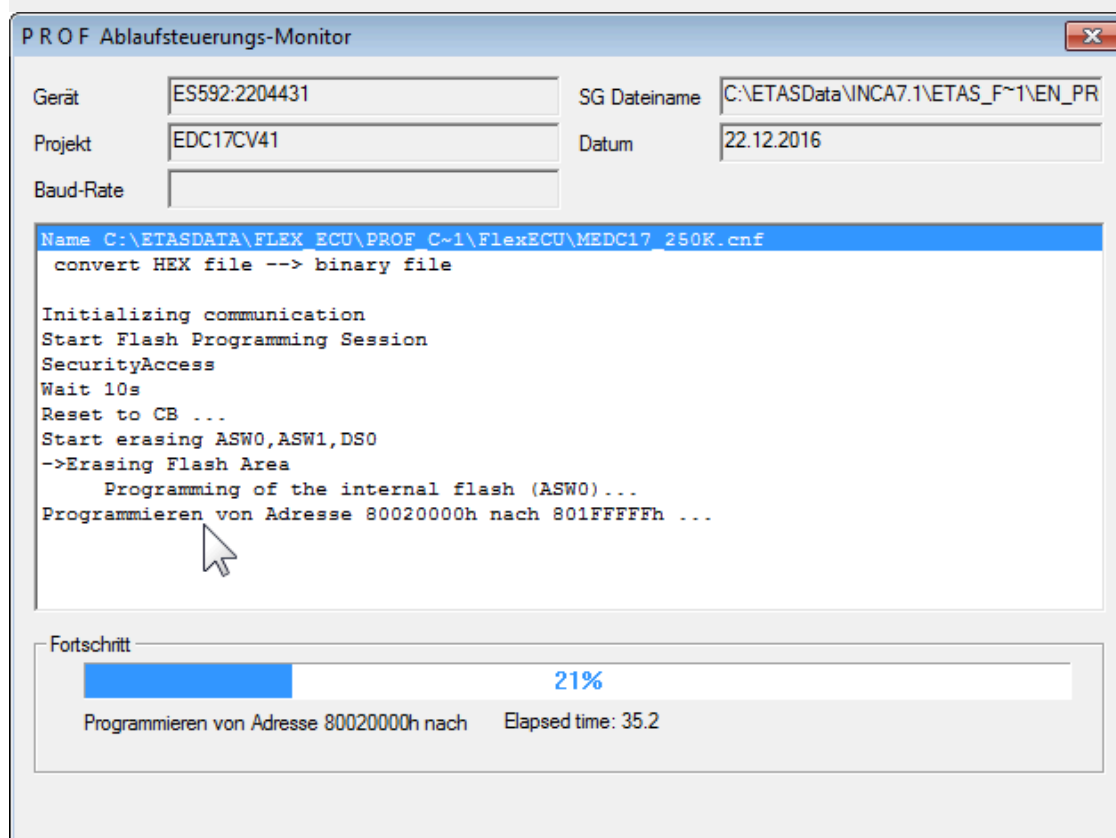 P R O F Ablaufsteuerungs-Monitor
Gerät ES592:2204431 SG Dateiname C:\ETASData\INCA7.1\ETAS_F~1\EN_PR
Projekt EDC17CV41 Datum 22.12.2016
Baud-Rate
Name C:\ETASDATA\FLEX_ECU\PROF_C~1\FlexECU\MEDC17_250K.cnf
convert HEX file --> binary file
Initializing communication
Start Flash Programming Session
SecurityAccess
Wait 10s
Reset to CB ...
Start erasing ASW0,ASW1,DS0
->Erasing Flash Area
Programming of the internal flash (ASW0)...
Programmieren von Adresse 80020000h nach 801FFFFFh ...
Fortschritt
21%
Programmieren von Adresse 80020000h nach Elapsed time: 35.2